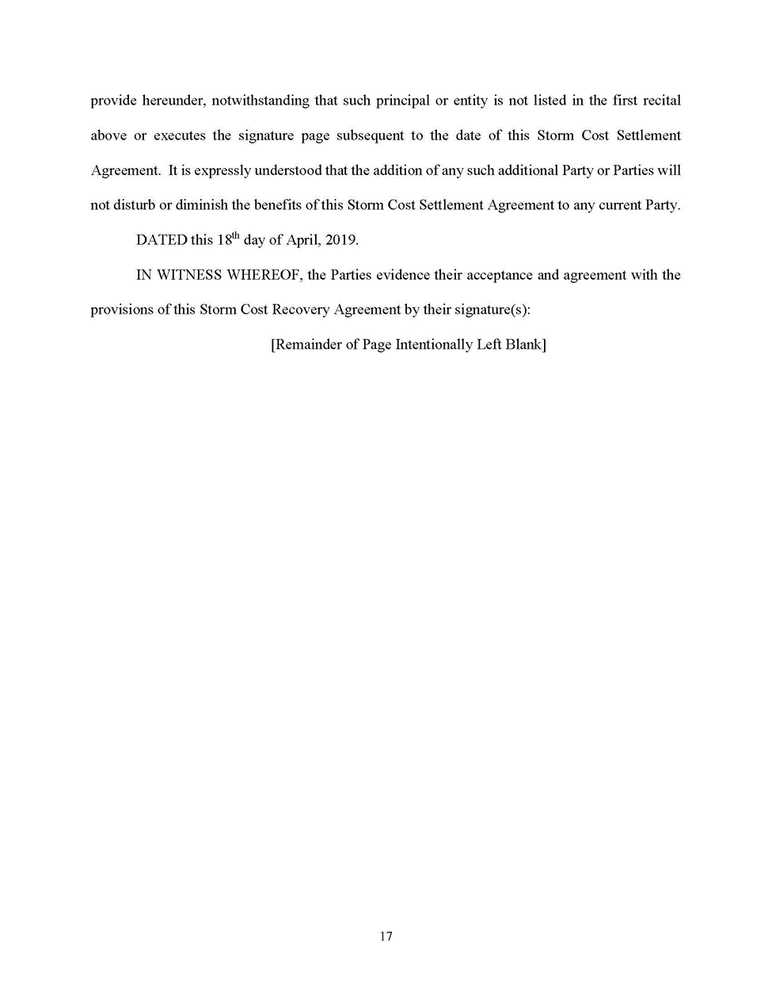 provide hereunder, notwithstanding that such principal or entity is not listed in the first recital
above or executes the signature page subsequent to the date of this Storm Cost Settlement
Agreement.  It is expressly understood that the addition of any such additional Party or Parties will
not disturb or diminish the benefits of this Storm Cost Settlement Agreement to any current Party.
DATED this 18th day of April, 2019.
IN WITNESS WHEREOF, the Parties evidence their acceptance and agreement with the
provisions of this Storm Cost Recovery Agreement by their signature(s):
[Remainder of Page Intentionally Left Blank]
17